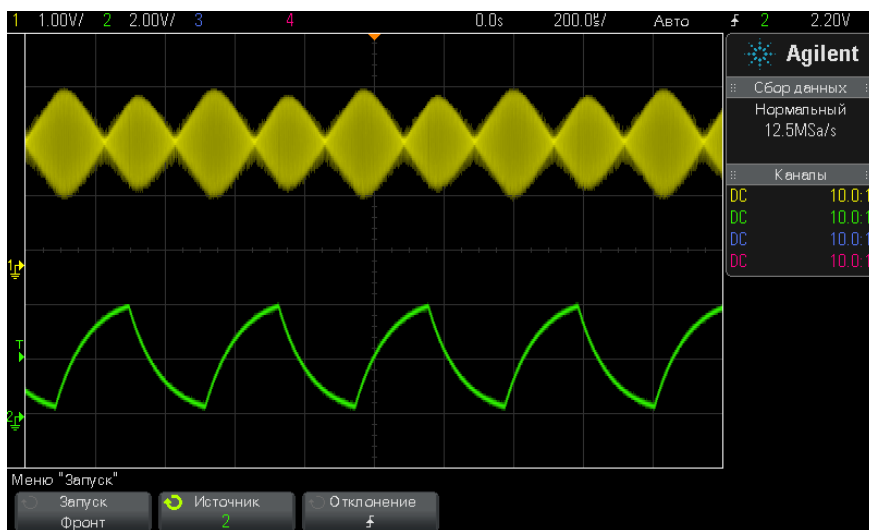 1 1.00V/ 2 2.00V/ 3 4 0.0s 200.0µs/ Авто 2 2.20V
Agilent
Сбор данных
Нормальный
12.5MSa/s
Каналы
DC 10.0:1
DC 10.0:1
DC 10.0:1
DC 10.0:1
1
T
2
Меню "Запуск"
Запуск
Фронт
Источник
2
Отклонение